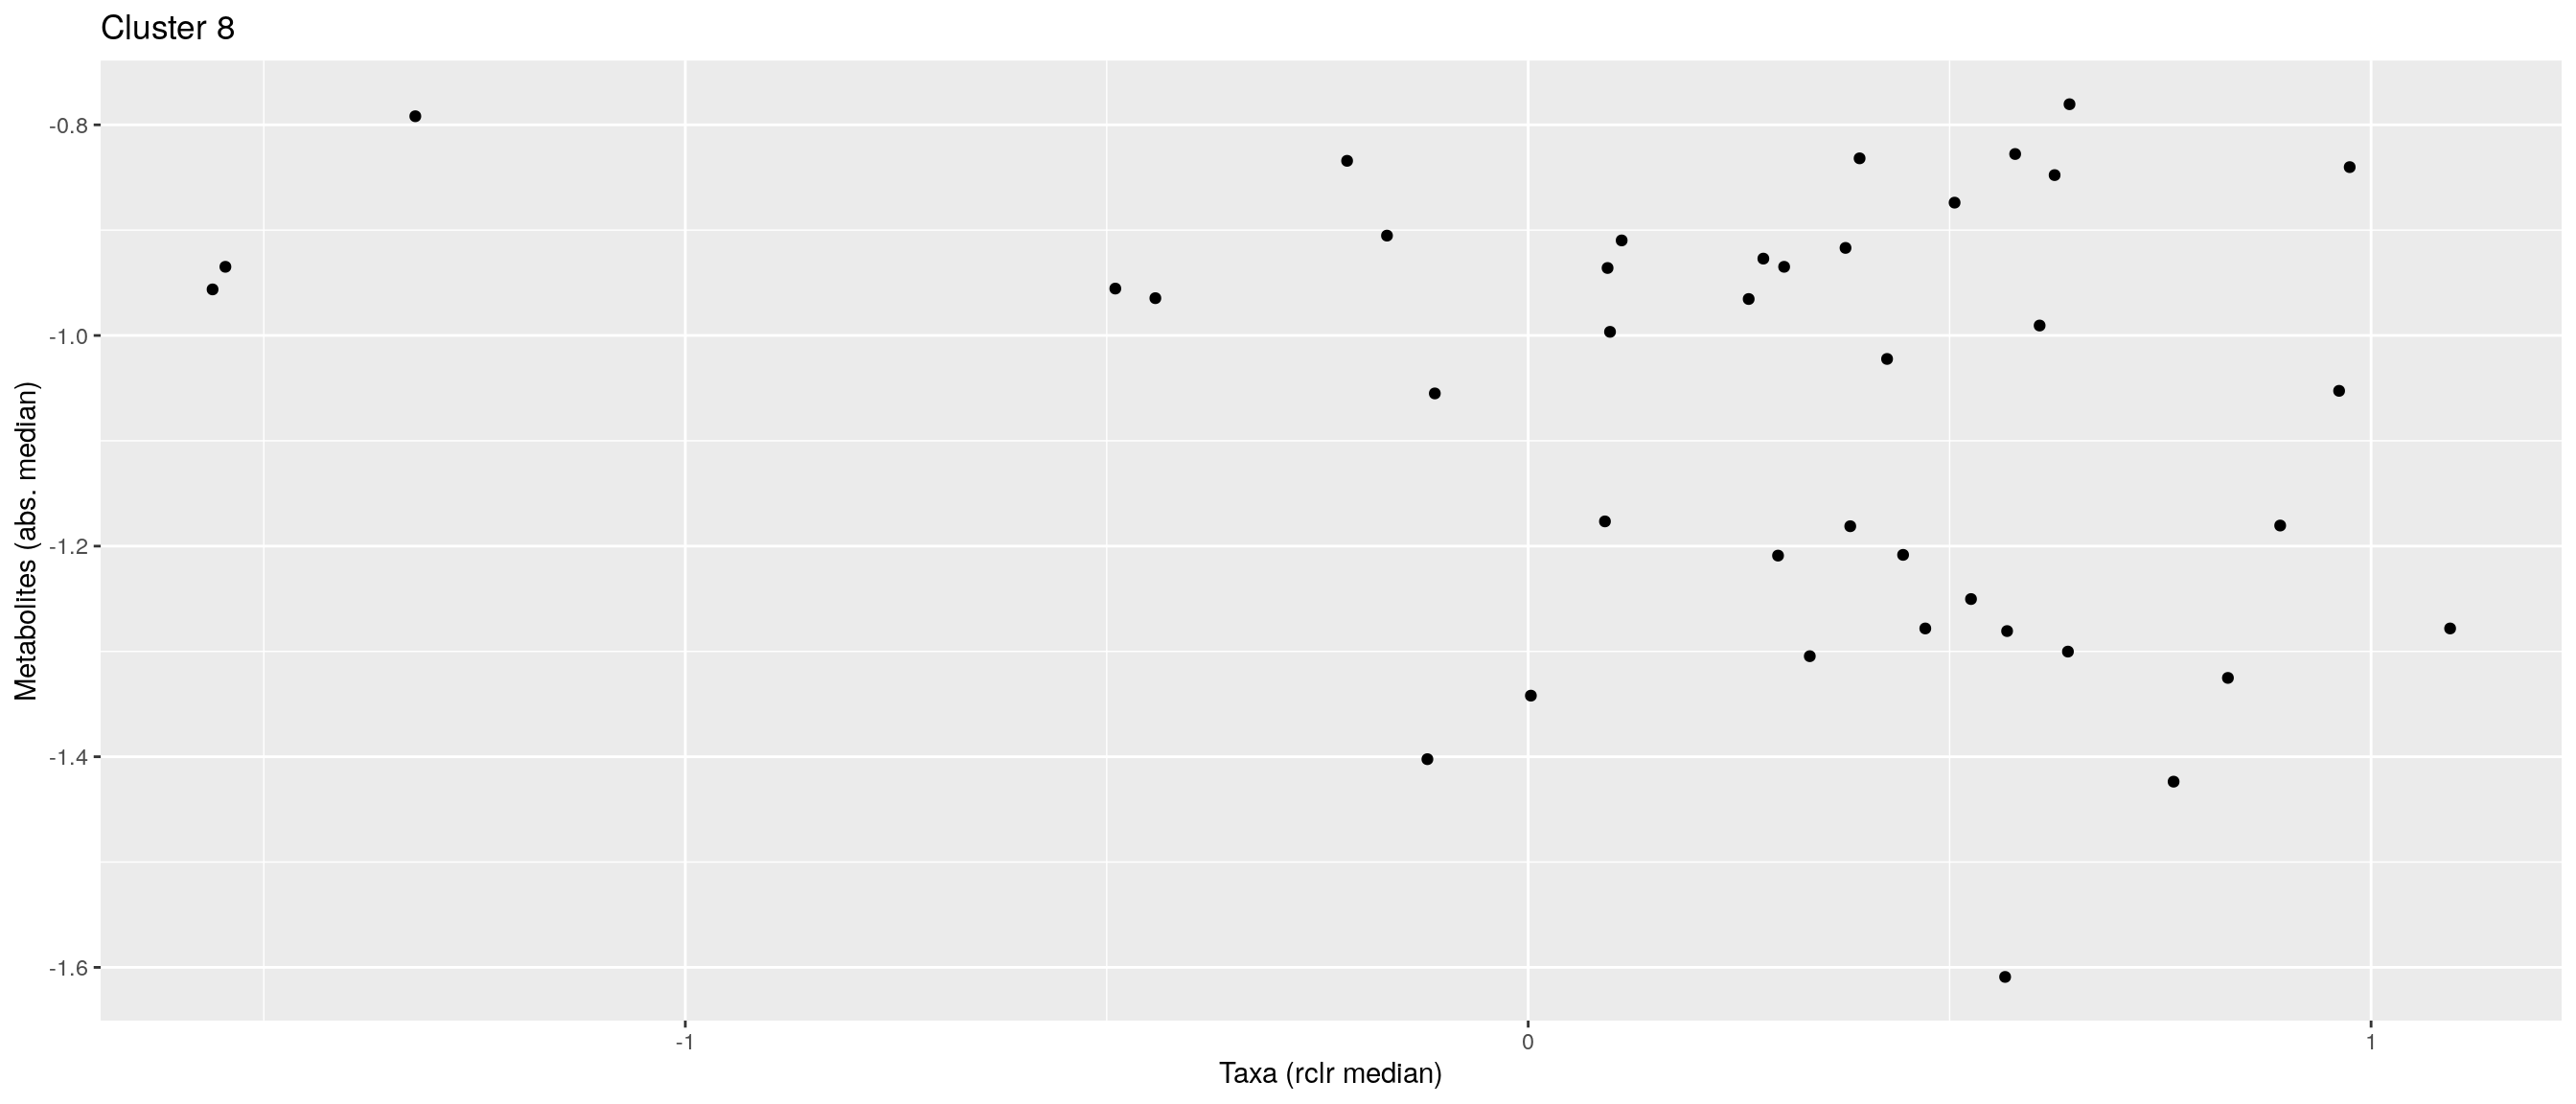 Cluster 8
Metabolites (abs. median)
-0.8
-1.0
-1.2
-1.4
-1.6
-1
0
1
Taxa (rclr median)